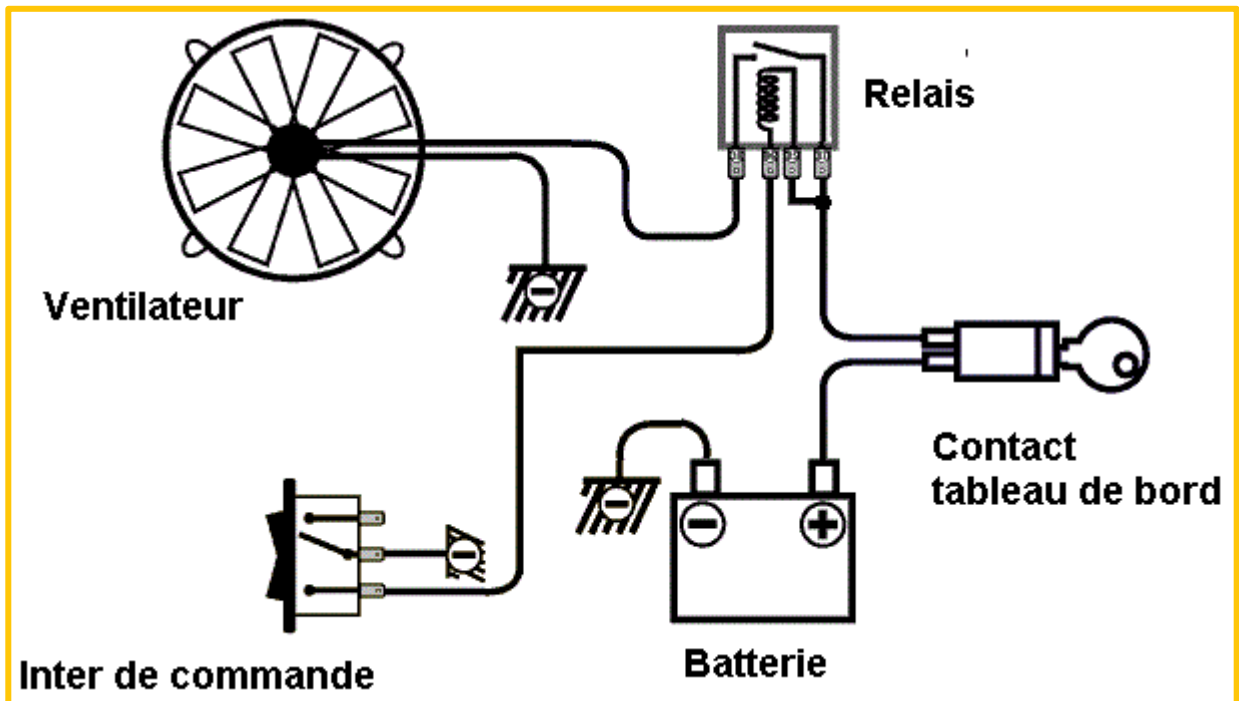 Relais
Ventilateur
Contact
tableau de bord
Batterie
Inter de commande